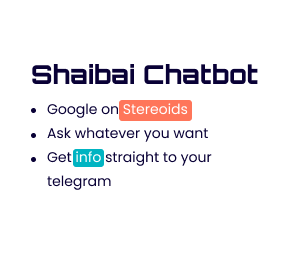 Shaibai Chatbot
• Google on Stereoids
• Ask whatever you want
• Get info straight to your
telegram